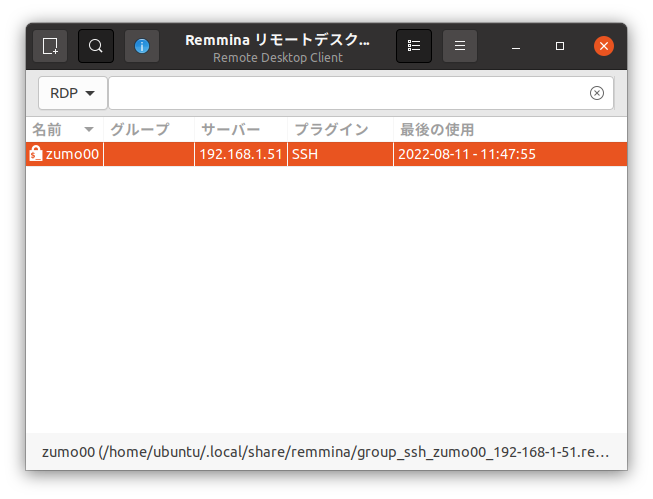 Remmina リモートデスク...
Remote Desktop Client
RDP
名前 グループ サーバー プラグイン 最後の使用
zumo00 192.168.1.51 SSH 2022-08-11 - 11:47:55
zumo00 (/home/ubuntu/.local/share/remmina/group_ssh_zumo00_192-168-1-51.re...